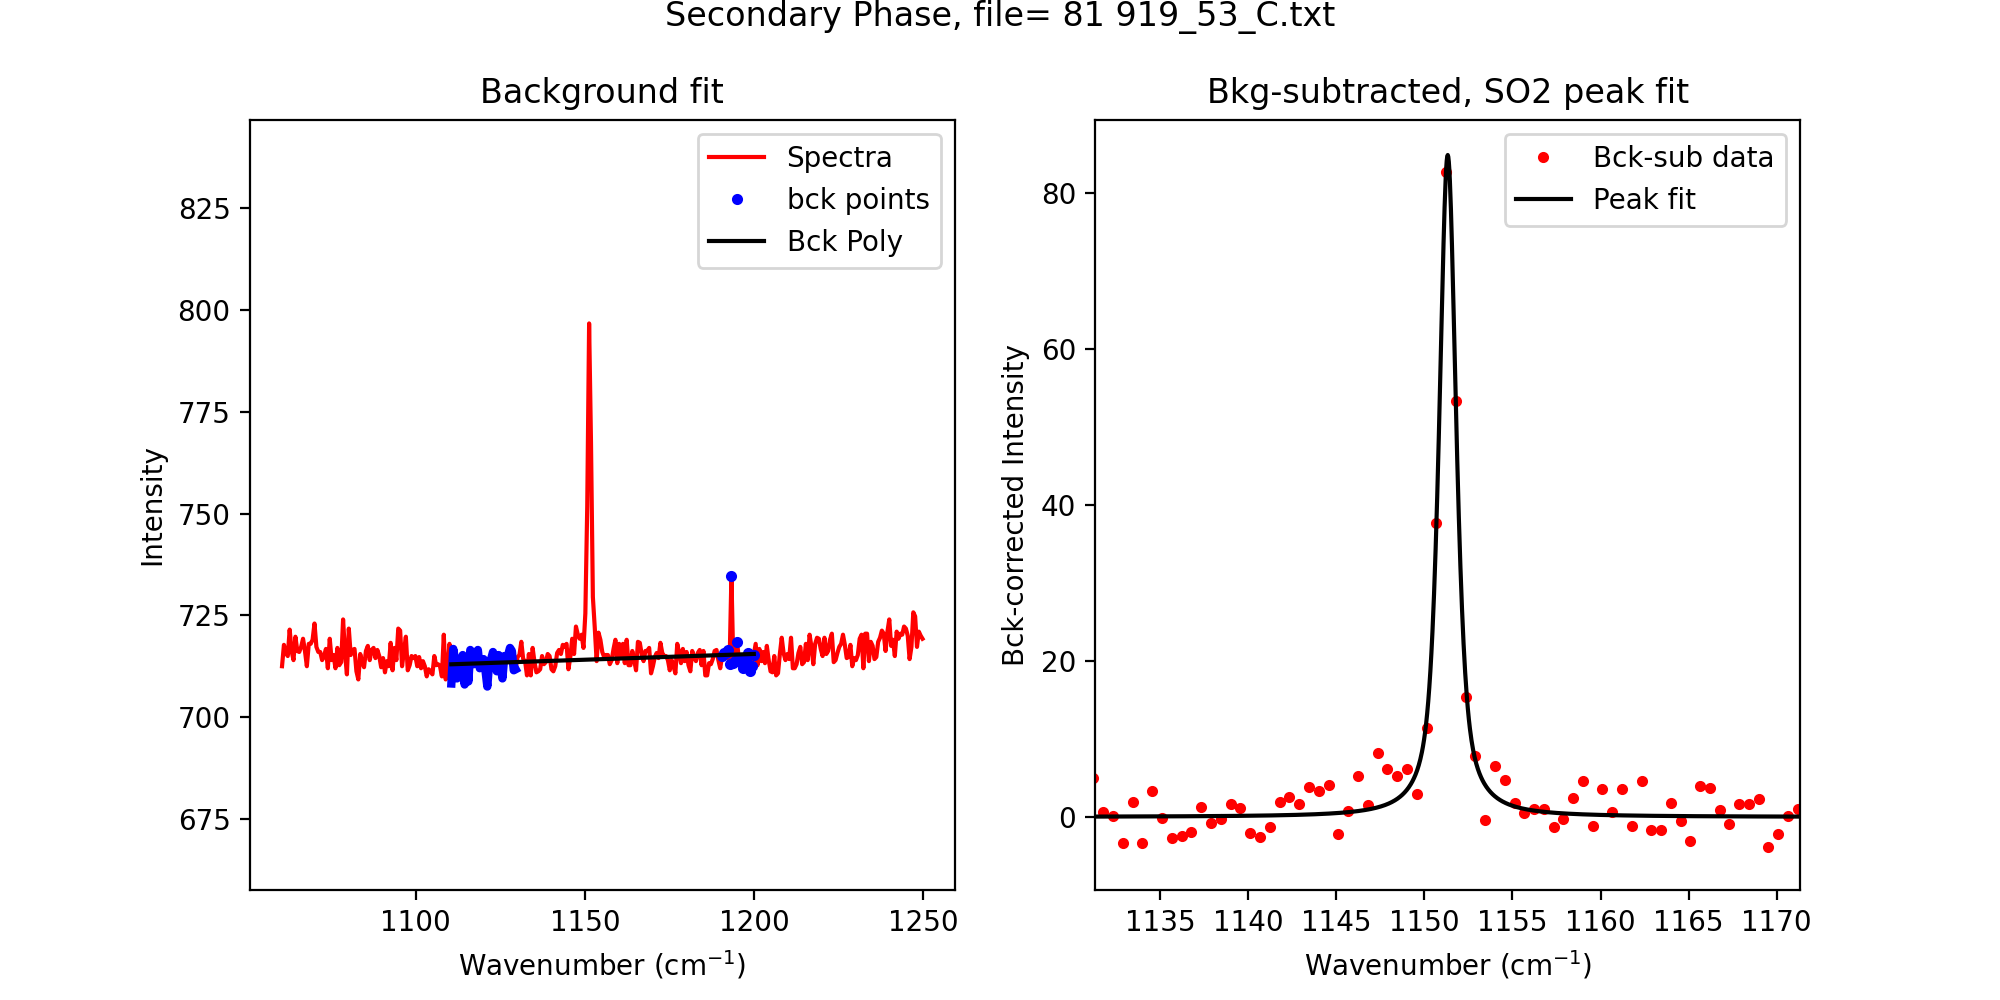 Secondary Phase, file= 81 919_53_C.txt
Background fit
Spectra
bck points
Bck Poly
825
800
775
750
725
700
675
Intensity
1100 1150 1200 1250
Wavenumber (cm⁻¹)
Bkg-subtracted, SO2 peak fit
Bck-sub data
Peak fit
80
60
40
20
0
Bck-corrected Intensity
1135 1140 1145 1150 1155 1160 1165 1170
Wavenumber (cm⁻¹)